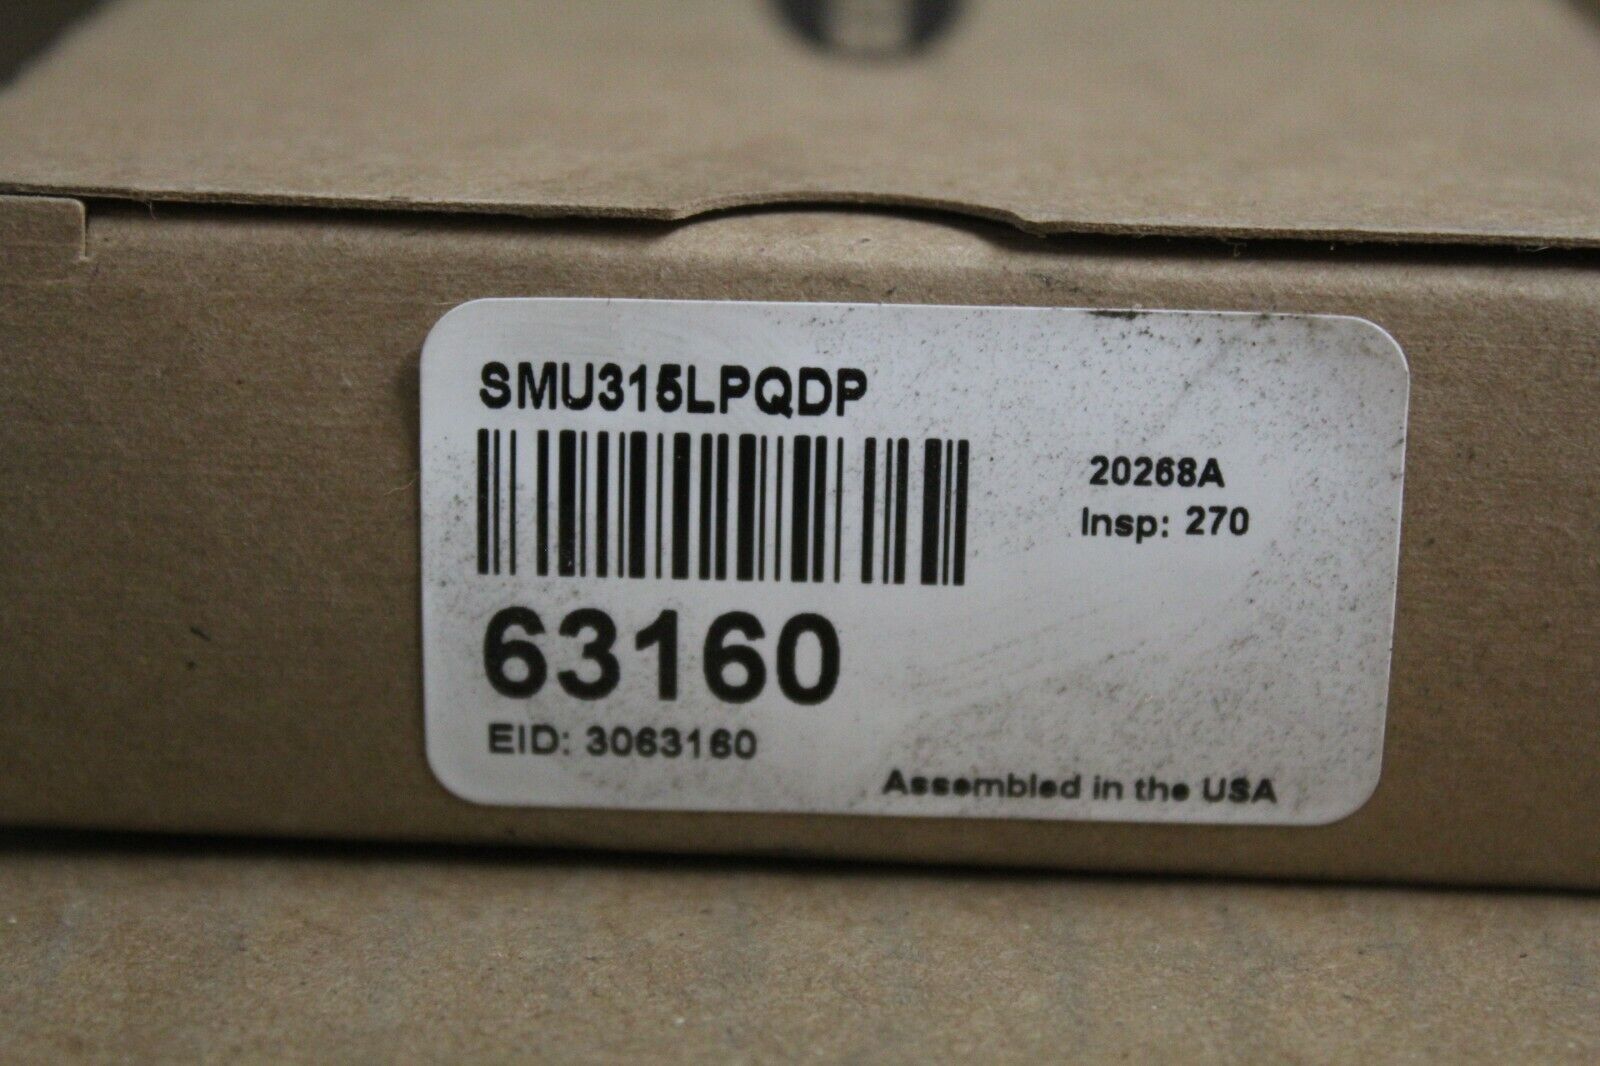 SMU315LPQDP
20268A
Insp: 270
63160
EID: 3063160
Assembled in the USA